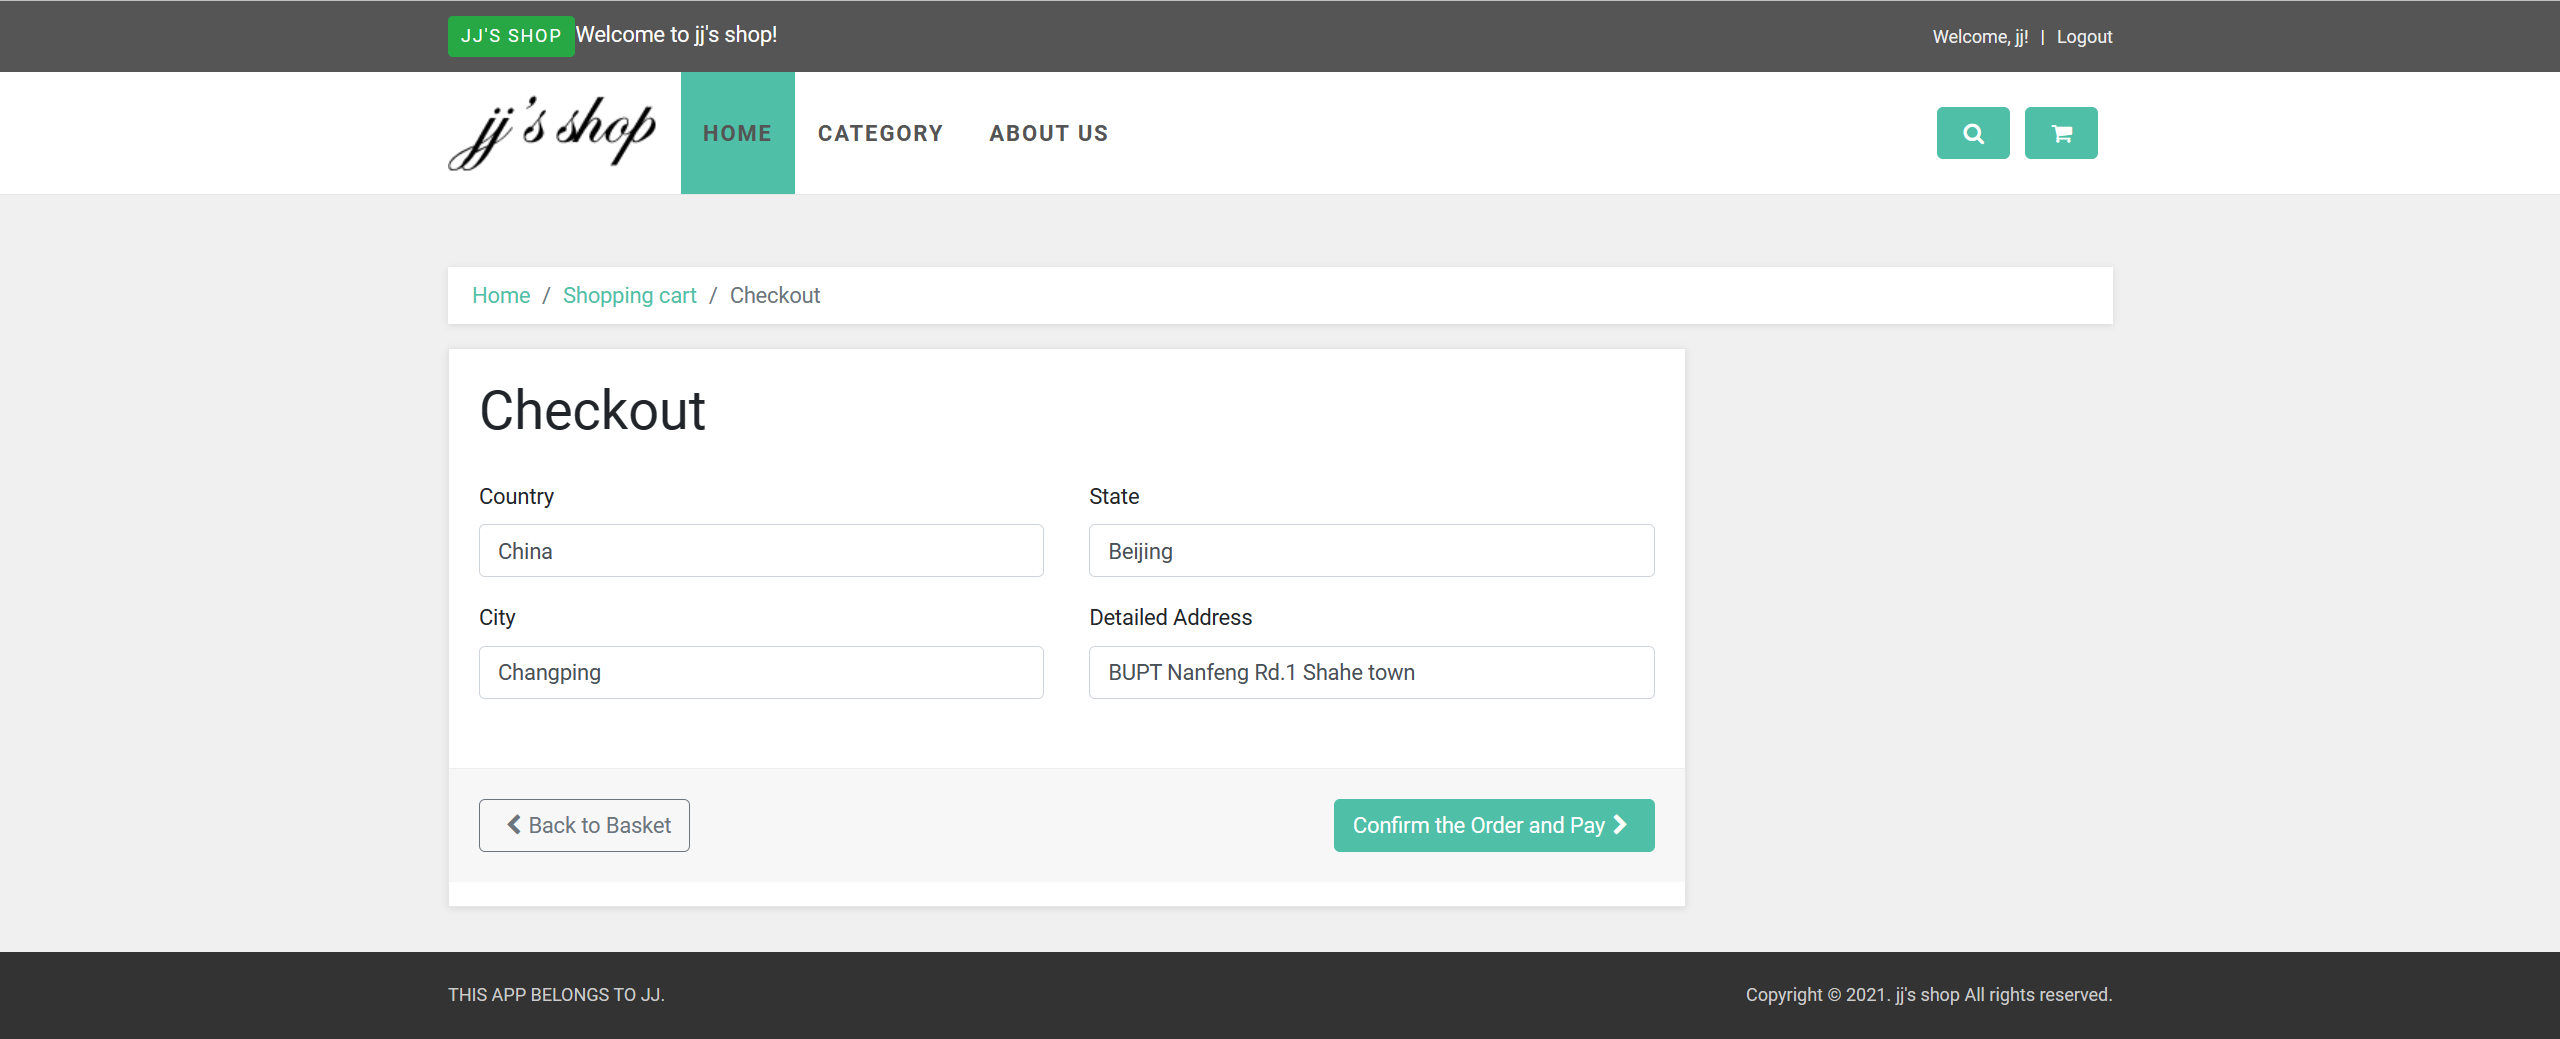 JJ'S SHOP Welcome to jj's shop!
Welcome, jj! | Logout
jj's shop
HOME CATEGORY ABOUT US
Home / Shopping cart / Checkout
Checkout
Country State
China Beijing
City Detailed Address
Changping BUPT Nanfeng Rd.1 Shahe town
Back to Basket Confirm the Order and Pay
THIS APP BELONGS TO JJ. Copyright © 2021. jj's shop All rights reserved.